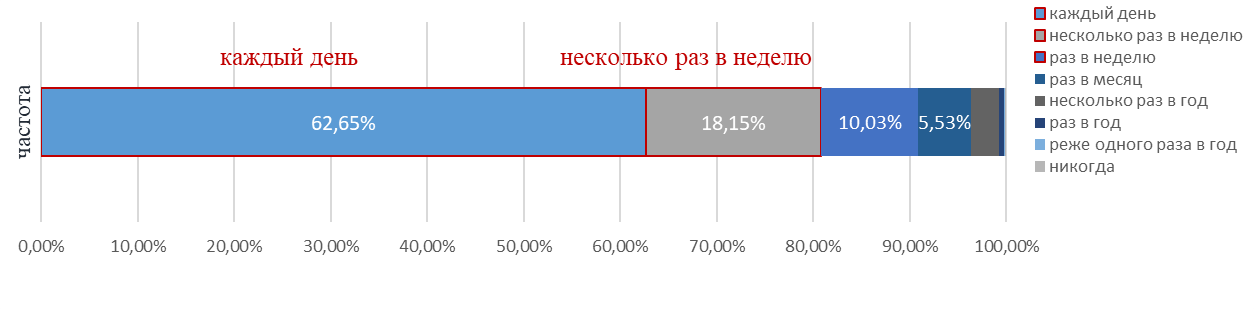 каждый день
несколько раз в неделю
частота
62,65%
18,15%
10,03%
5,53%
0,00%
10,00%
20,00%
30,00%
40,00%
50,00%
60,00%
70,00%
80,00%
90,00%
100,00%
каждый день
несколько раз в неделю
раз в неделю
раз в месяц
несколько раз в год
раз в год
реже одного раза в год
никогда